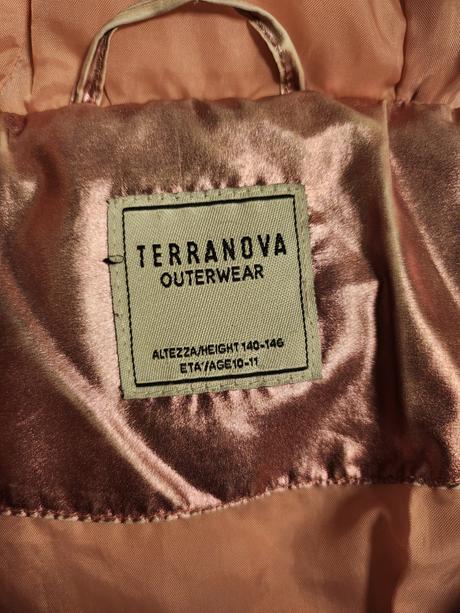 TERRANOVA
OUTERWEAR
ALTEZZA/HEIGHT 140-146
ETA'/AGE 10-11